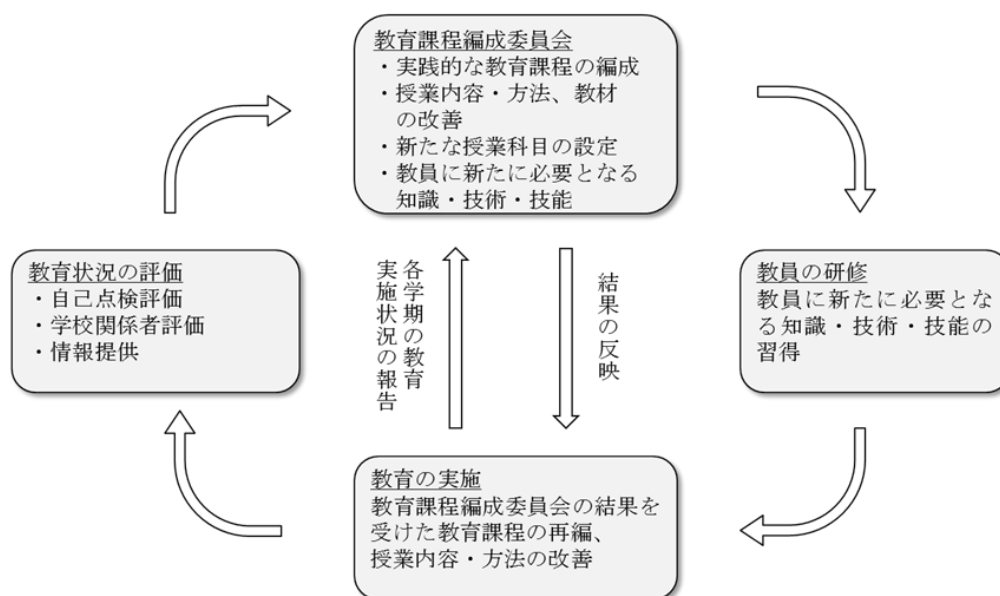 教育課程編成委員会
・実践的な教育課程の編成
・授業内容・方法、教材
の改善
・新たな授業科目の設定
・教員に新たに必要となる
知識・技術・技能
教育状況の評価
・自己点検評価
・学校関係者評価
・情報提供
各学期の教育
実施状況の報告
結果の反映
教員の研修
教員に新たに必要とな
る知識・技術・技能の
習得
教育の実施
教育課程編成委員会の結果を
受けた教育課程の再編、
授業内容・方法の改善